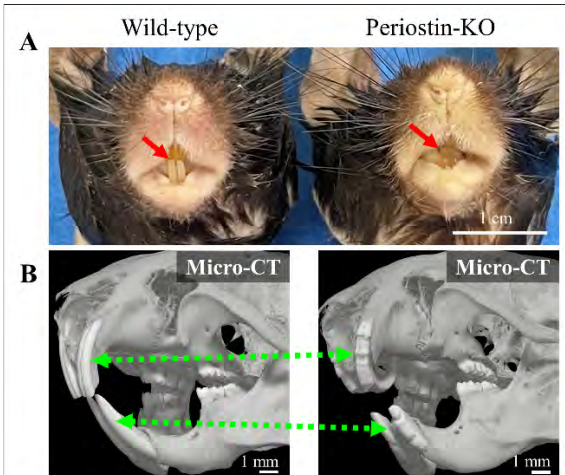 Wild-type Periostin-KO
A
1 cm
B Micro-CT Micro-CT
1 mm 1 mm